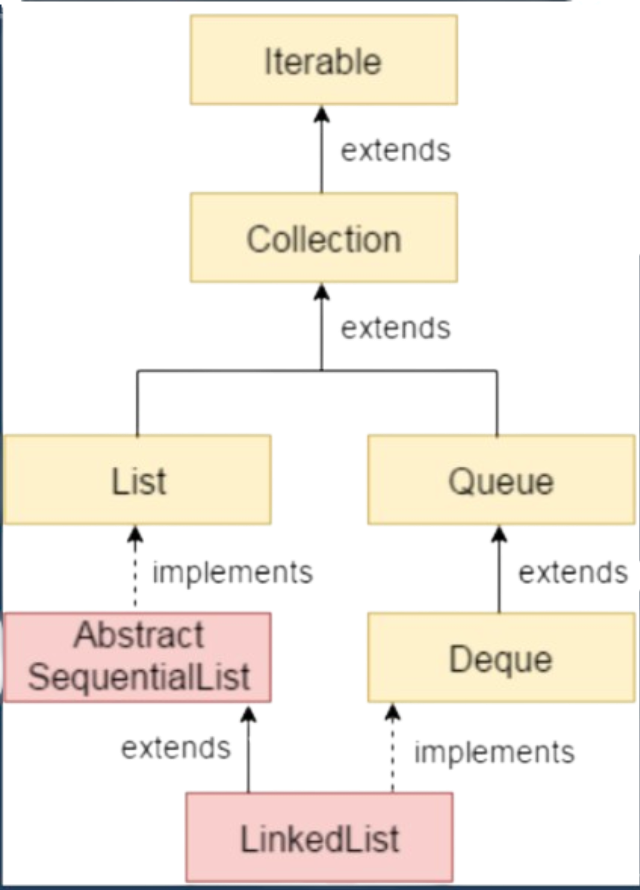 Iterable
extends
Collection
extends
List
Queue
implements
extends
Abstract
SequentialList
Deque
extends
implements
LinkedList